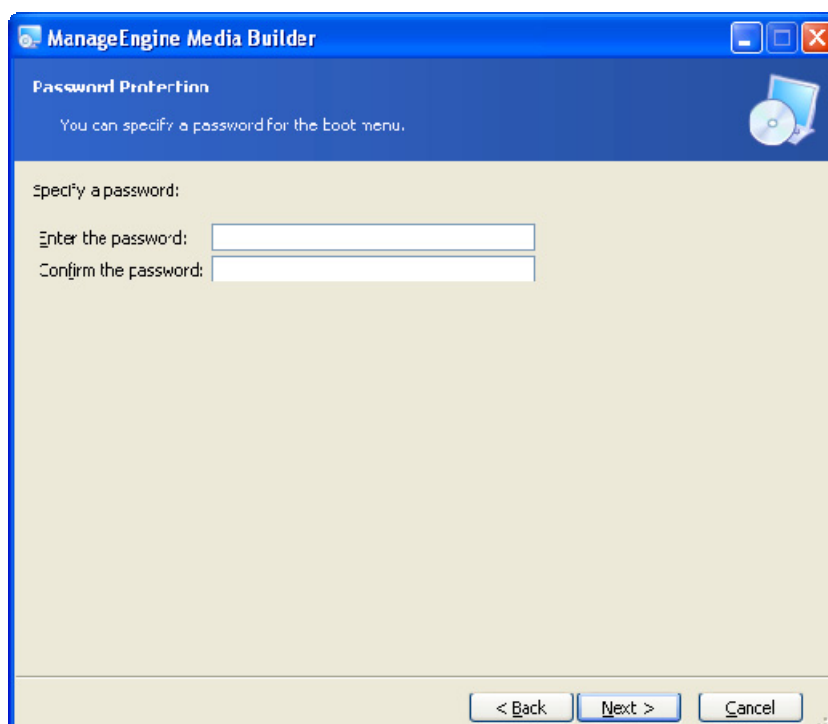 ManageEngine Media Builder
Password Protection
You can specify a password for the boot menu.
Specify a password:
Enter the password:
Confirm the password:
< Back Next > Cancel